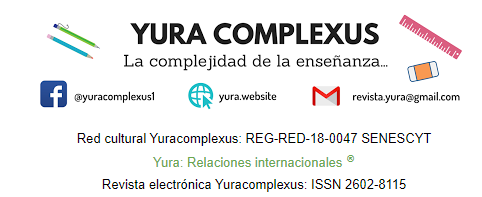 YURA COMPLEXUS
La complejidad de la enseñanza...
@yuracomplexus1 yura.website revista.yura@gmail.com
Red cultural Yuracomplexus: REG-RED-18-0047 SENESCYT
Yura: Relaciones internacionales ®
Revista electrónica Yuracomplexus: ISSN 2602-8115